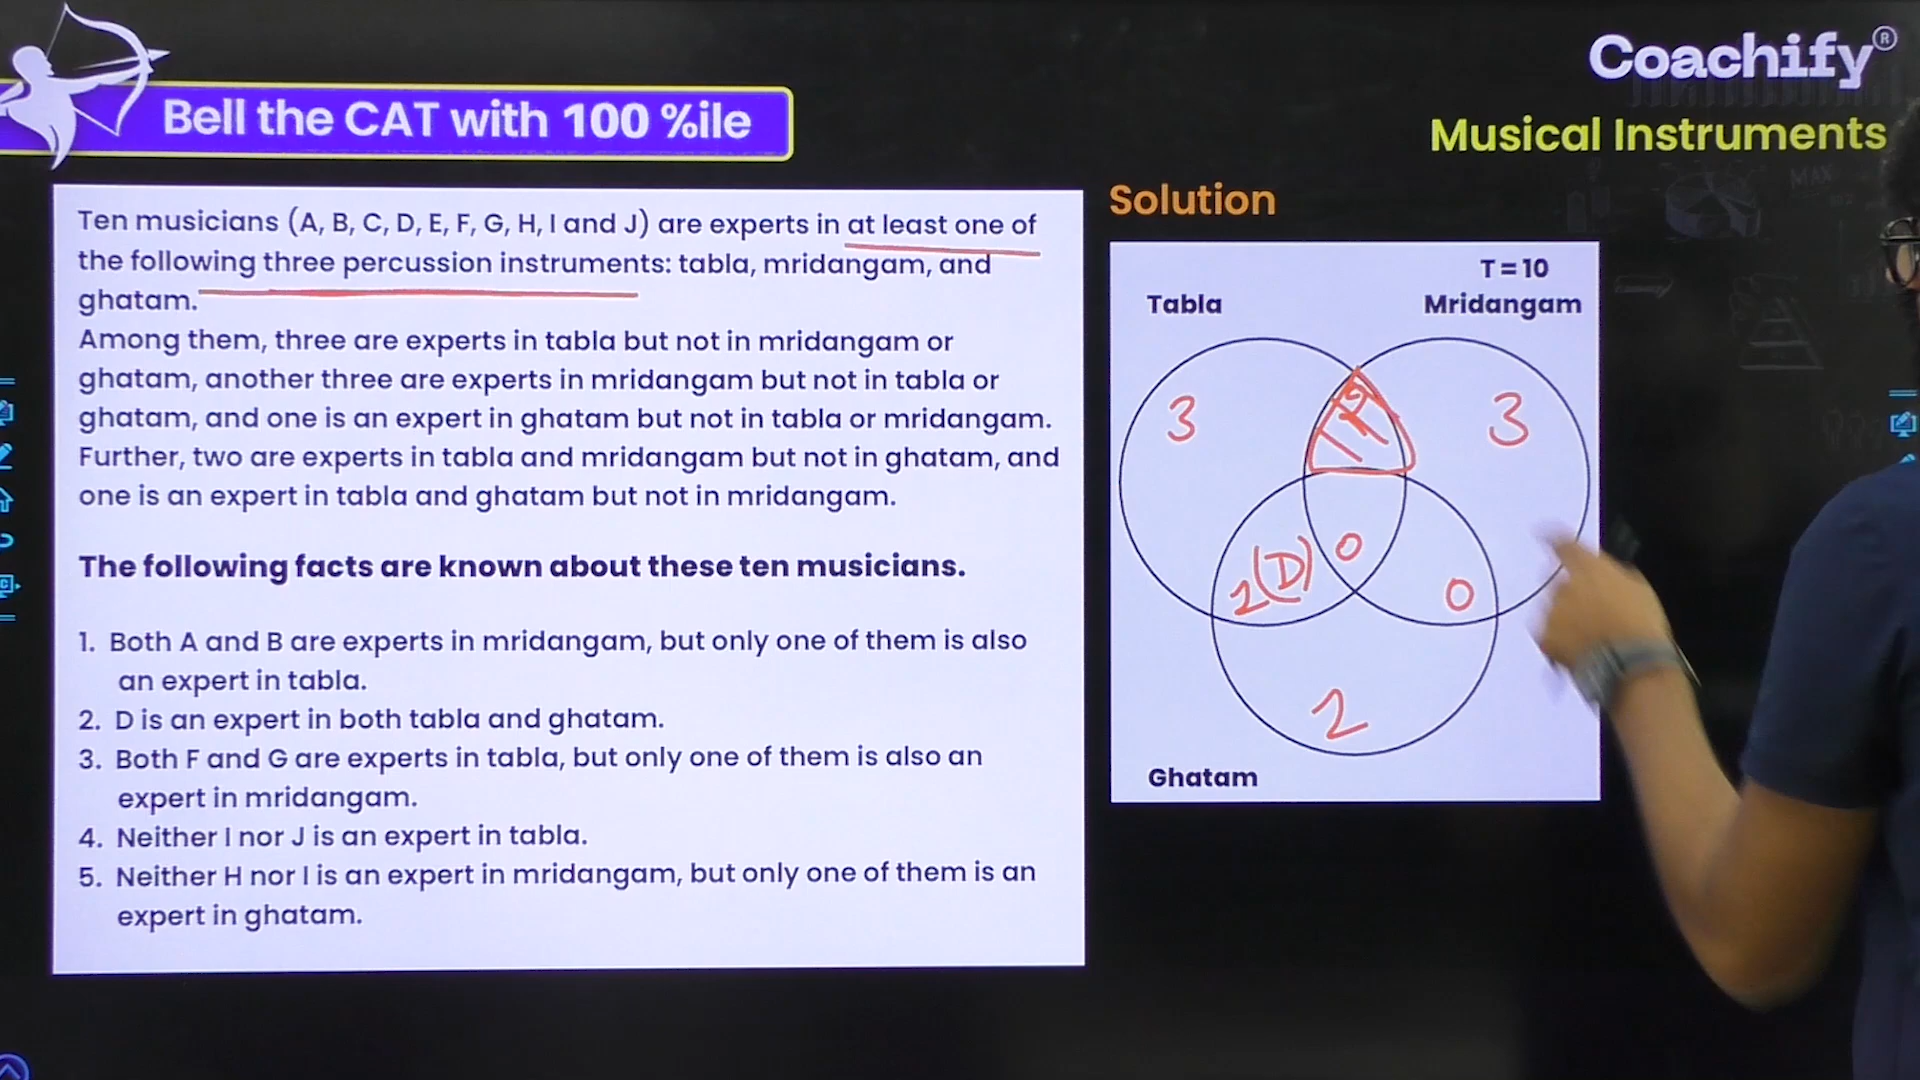 Coachify®
Bell the CAT with 100 %ile
Musical Instruments
Ten musicians (A, B, C, D, E, F, G, H, I and J) are experts in at least one of
the following three percussion instruments: tabla, mridangam, and
ghatam.
Among them, three are experts in tabla but not in mridangam or
ghatam, another three are experts in mridangam but not in tabla or
ghatam, and one is an expert in ghatam but not in tabla or mridangam.
Further, two are experts in tabla and mridangam but not in ghatam, and
one is an expert in tabla and ghatam but not in mridangam.
The following facts are known about these ten musicians.
1. Both A and B are experts in mridangam, but only one of them is also
an expert in tabla.
2. D is an expert in both tabla and ghatam.
3. Both F and G are experts in tabla, but only one of them is also an
expert in mridangam.
4. Neither I nor J is an expert in tabla.
5. Neither H nor I is an expert in mridangam, but only one of them is an
expert in ghatam.
Solution
T = 10
Tabla
Mridangam
3
3
(D)
0
0
2
Ghatam